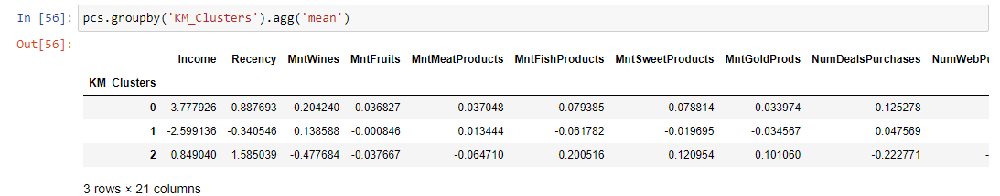 In [56]: pcs.groupby('KM_Clusters').agg('mean')
Out[56]:
Income Recency MntWines MntFruits MntMeatProducts MntFishProducts MntSweetProducts MntGoldProds NumDealsPurchases NumWebPu
KM_Clusters
0 3.777926 -0.887693 0.204240 0.036827 0.037048 -0.079385 -0.078814 -0.033974 0.125278
1 -2.599136 -0.340546 0.138588 -0.000846 0.013444 -0.061782 -0.019695 -0.034567 0.047569
2 0.849040 1.585039 -0.477684 -0.037667 -0.064710 0.200516 0.120954 0.101060 -0.222771 -
3 rows × 21 columns